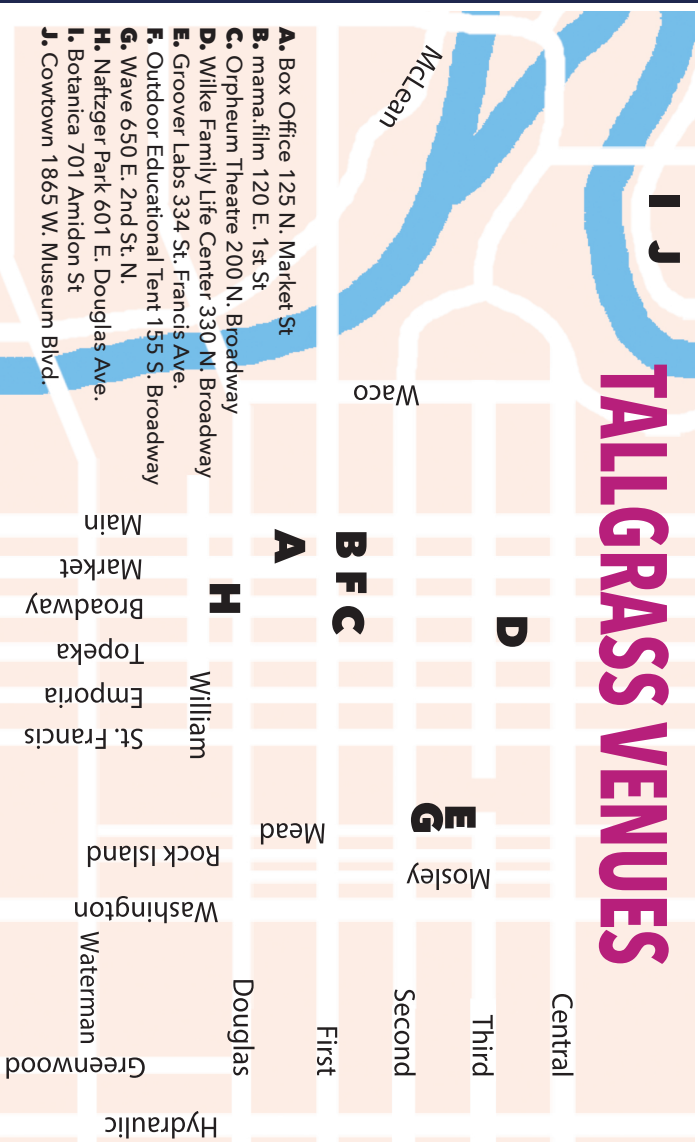 TALLGRASS VENUES
I J
McLean
Waco
D
B F C
A
H
E
G
Main
Market
Broadway
Topeka
Emporia
St. Francis
William
Mead
Rock Island
Mosley
Washington
Central
Third
Second
First
Douglas
Waterman
Greenwood
Hydraulic
A. Box Office 125 N. Market St
B. mama.film 120 E. 1st St
C. Orpheum Theatre 200 N. Broadway
D. Wilke Family Life Center 330 N. Broadway
E. Groover Labs 334 St. Francis Ave.
F. Outdoor Educational Tent 155 S. Broadway
G. Wave 650 E. 2nd St. N.
H. Naftzger Park 601 E. Douglas Ave.
I. Botanica 701 Amidon St
J. Cowtown 1865 W. Museum Blvd.